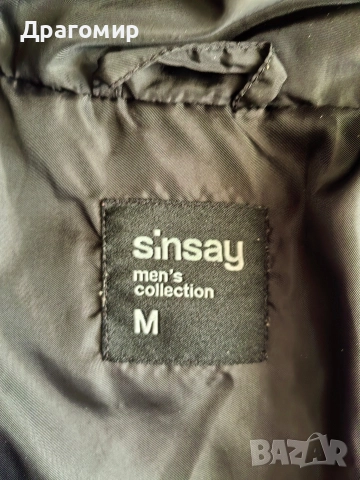 Драгомир
sinsay
men's
collection
M
BAZAR